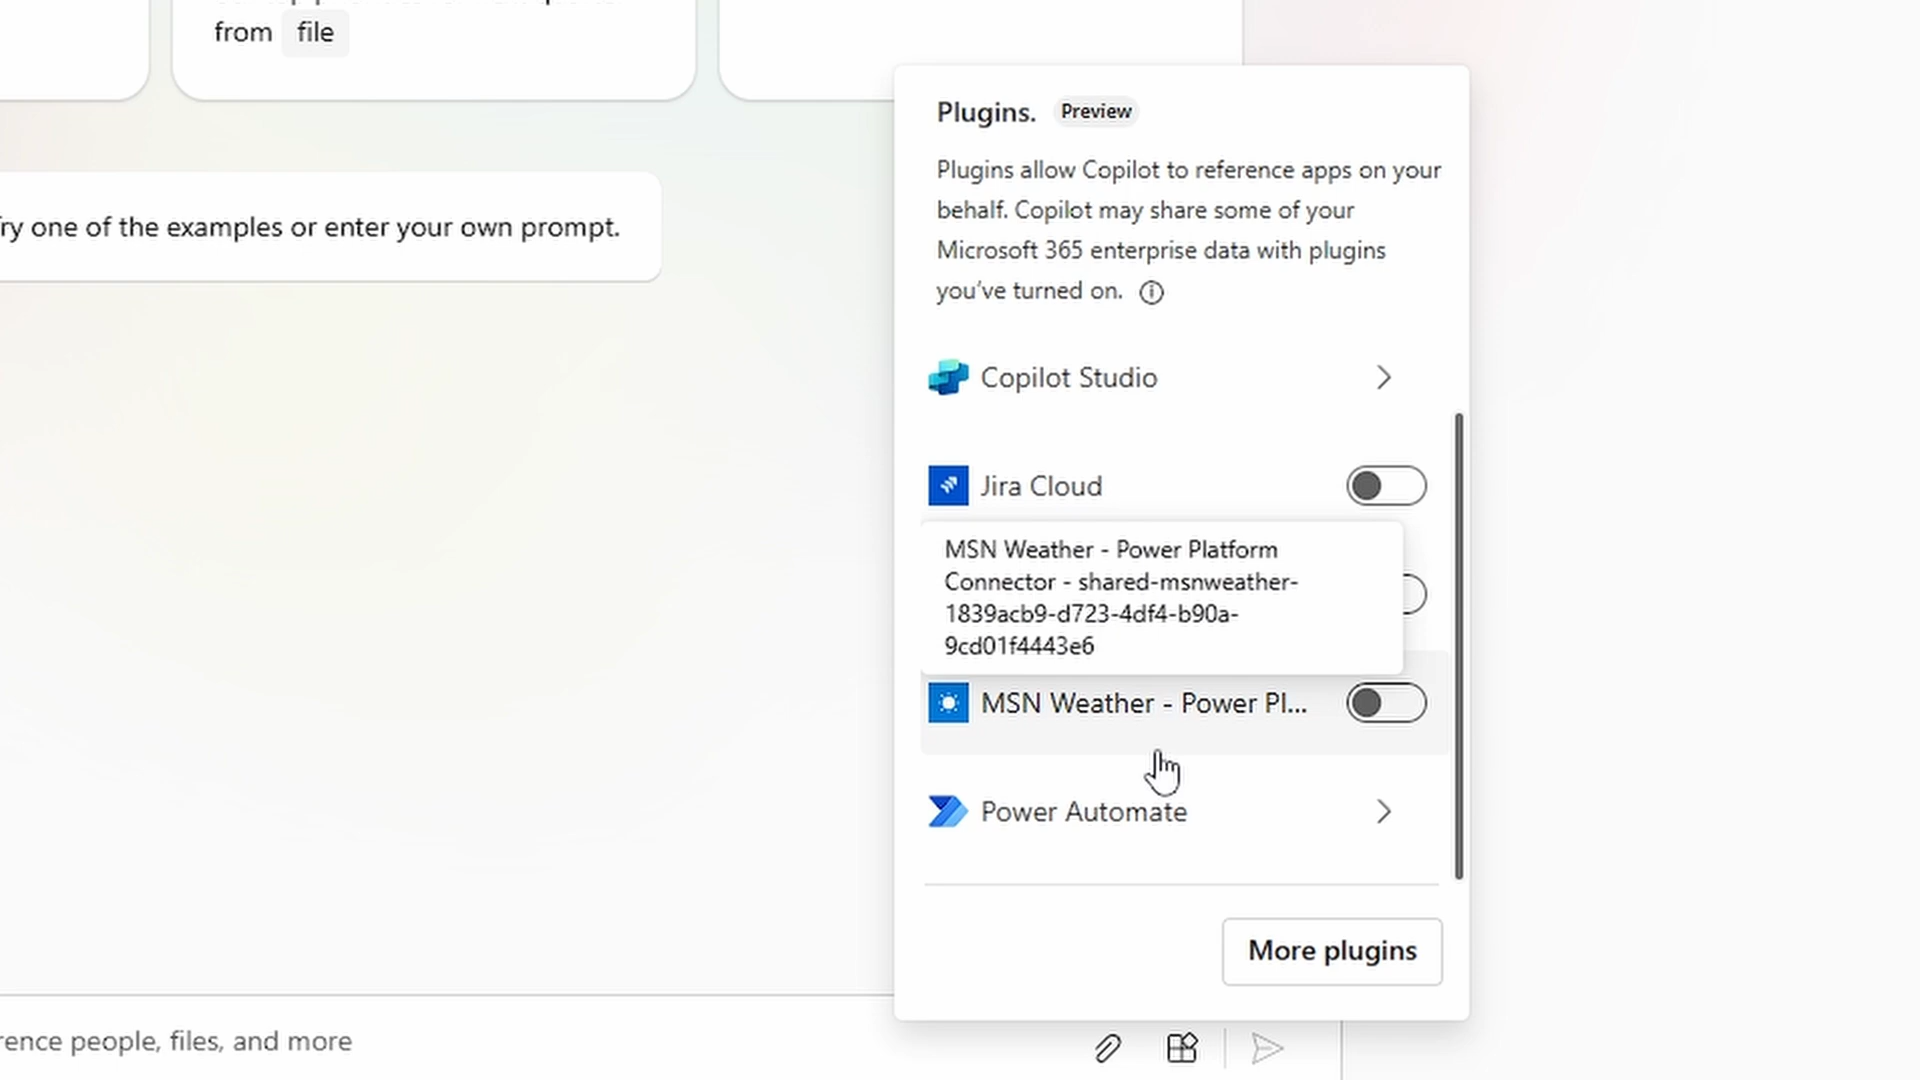 from file
Plugins. Preview
Plugins allow Copilot to reference apps on your
behalf. Copilot may share some of your
Microsoft 365 enterprise data with plugins
you've turned on.
try one of the examples or enter your own prompt.
Copilot Studio
Jira Cloud
MSN Weather - Power Platform
Connector - shared-msnweather-
1839acb9-d723-4df4-b90a-
9cd01f4443e6
MSN Weather - Power Pl...
Power Automate
More plugins
rence people, files, and more